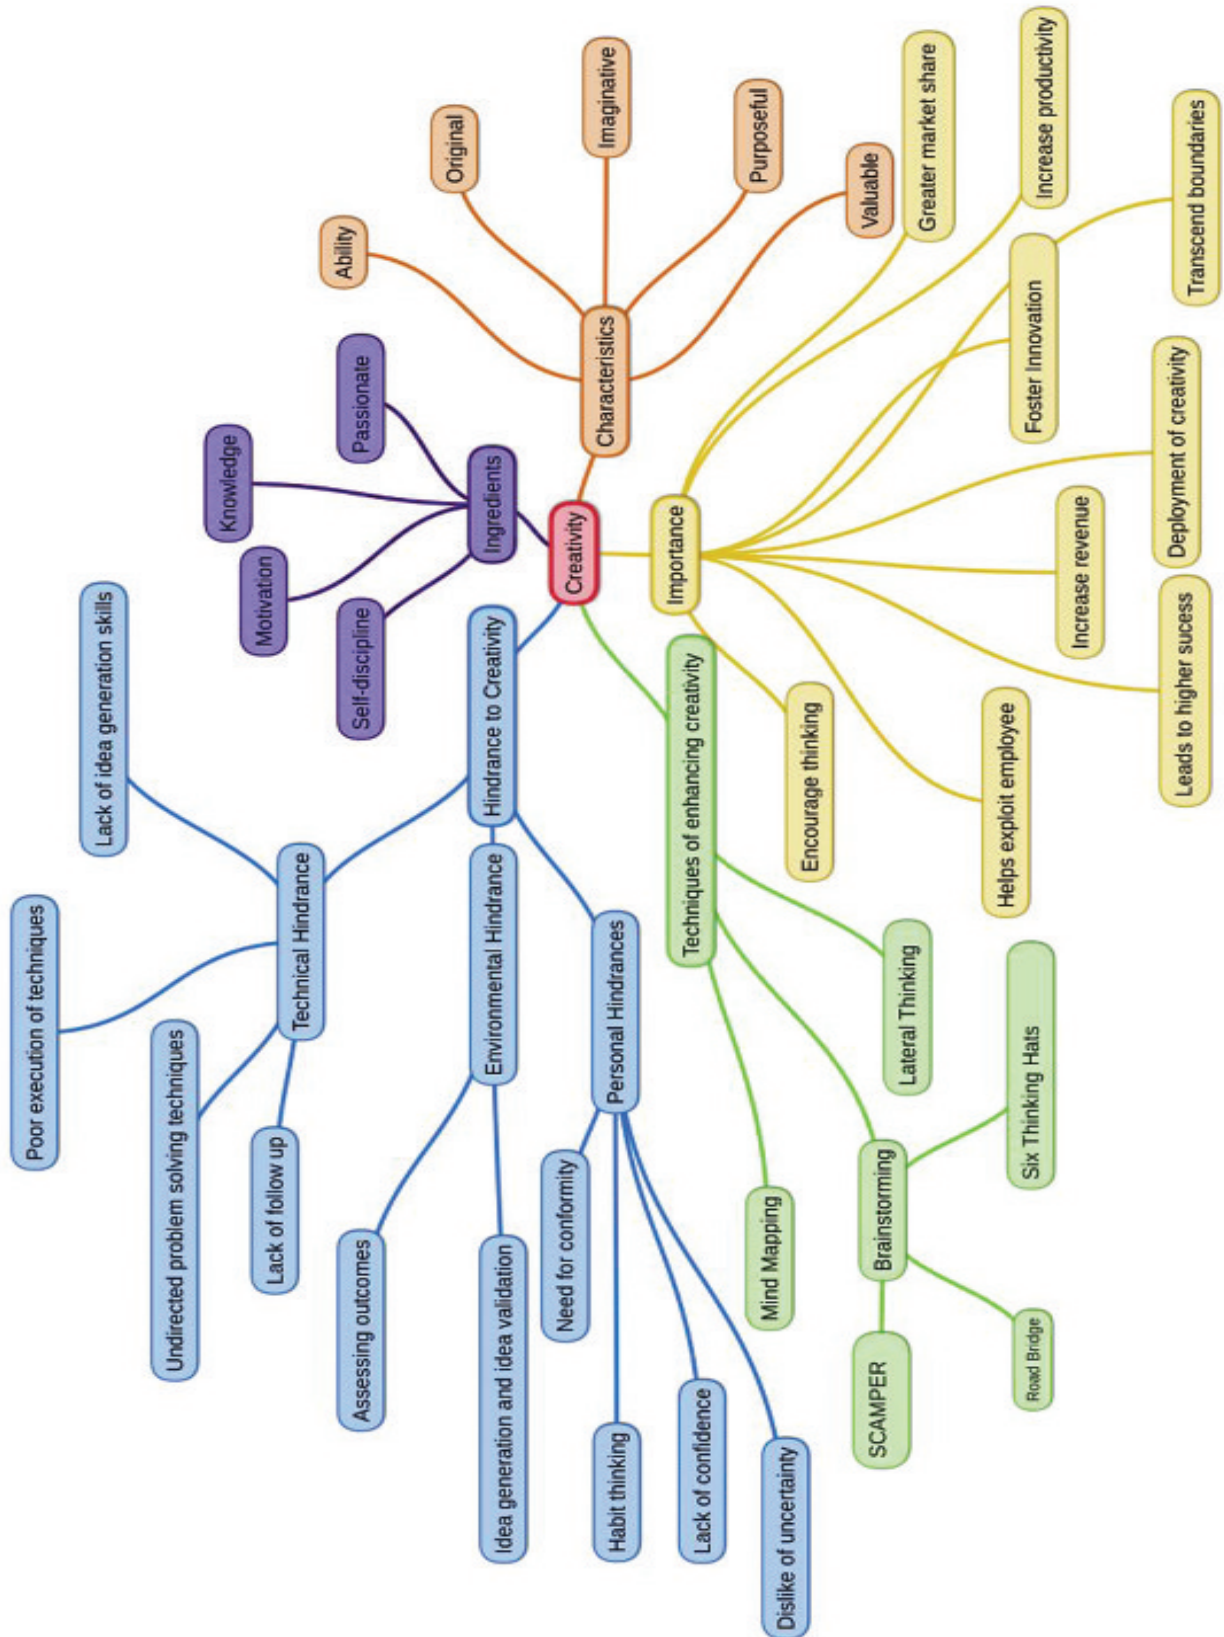 Creativity
Ingredients
Self-discipline
Motivation
Knowledge
Passionate
Characteristics
Ability
Original
Imaginative
Purposeful
Valuable
Importance
Greater market share
Increase productivity
Transcend boundaries
Foster Innovation
Deployment of creativity
Increase revenue
Leads to higher sucess
Helps exploit employee
Encourage thinking
Techniques of enhancing creativity
Lateral Thinking
Brainstorming
Six Thinking Hats
Road Bridge
SCAMPER
Mind Mapping
Hindrance to Creativity
Personal Hindrances
Dislike of uncertainty
Lack of confidence
Habit thinking
Need for conformity
Environmental Hindrance
Idea generation and idea validation
Assessing outcomes
Technical Hindrance
Lack of follow up
Undirected problem solving techniques
Poor execution of techniques
Lack of idea generation skills